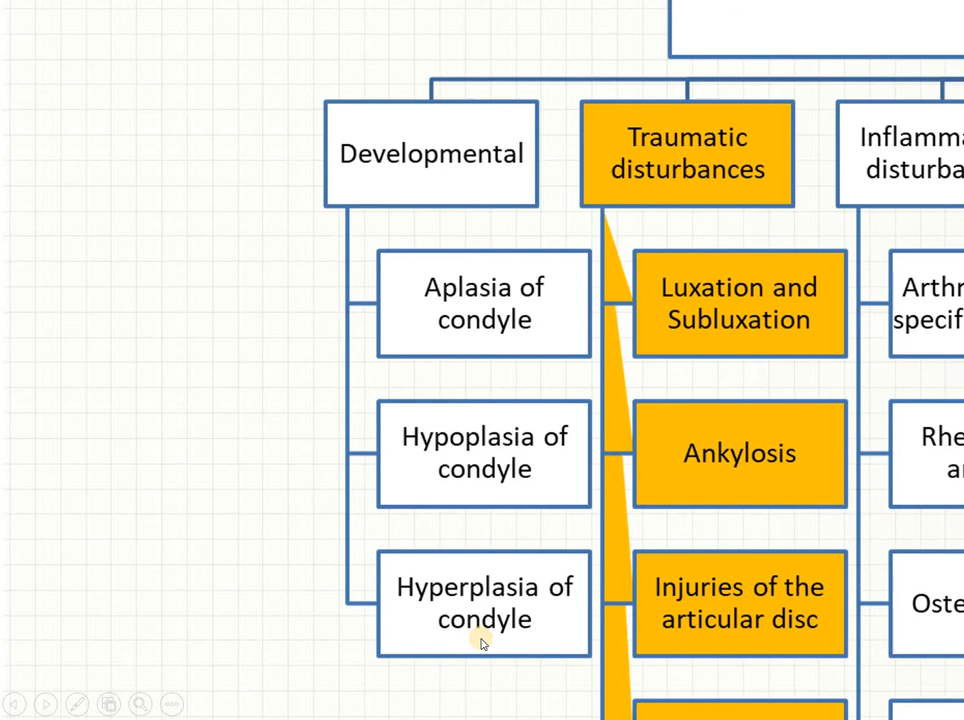 Developmental
Traumatic
disturbances
Aplasia of
condyle
Luxation and
Subluxation
Hypoplasia of
condyle
Ankylosis
Hyperplasia of
condyle
Injuries of the
articular disc